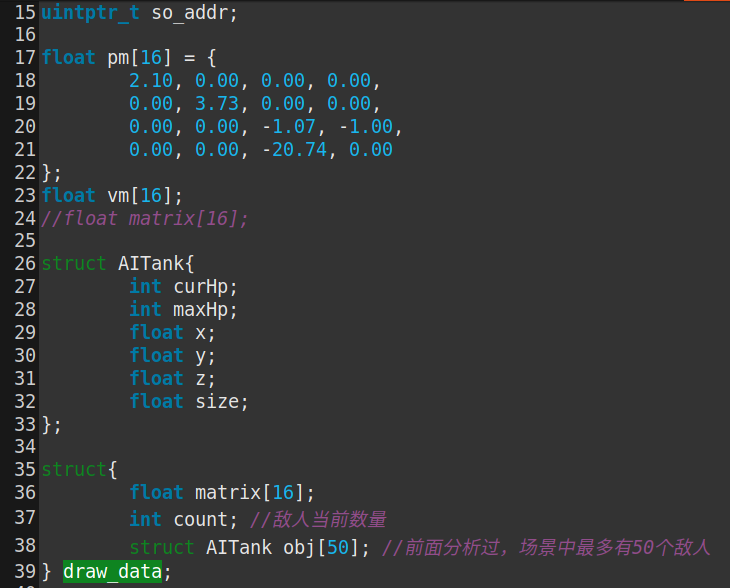 15 uintptr_t so_addr;
16
17 float pm[16] = {
18         2.10, 0.00, 0.00, 0.00,
19         0.00, 3.73, 0.00, 0.00,
20         0.00, 0.00, -1.07, -1.00,
21         0.00, 0.00, -20.74, 0.00
22 };
23 float vm[16];
24 //float matrix[16];
25
26 struct AITank{
27         int curHp;
28         int maxHp;
29         float x;
30         float y;
31         float z;
32         float size;
33 };
34
35 struct{
36         float matrix[16];
37         int count; //敌人当前数量
38         struct AITank obj[50]; //前面分析过，场景中最多有50个敌人
39 } draw_data;